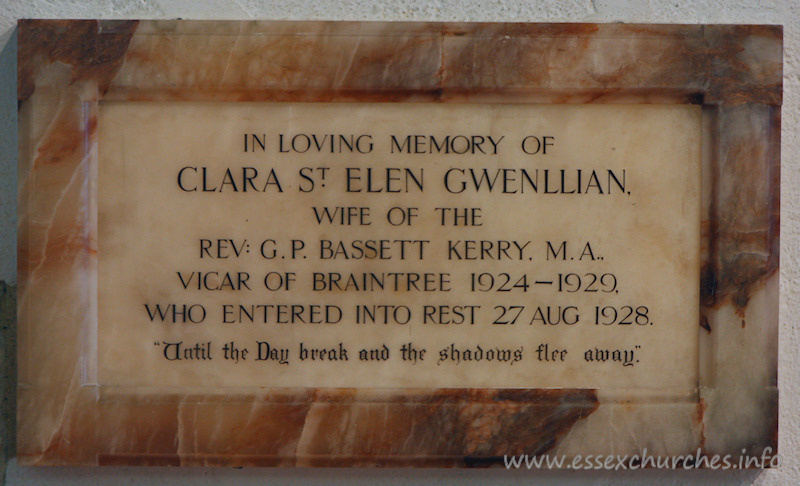 IN LOVING MEMORY OF
CLARA ST. ELEN GWENLLIAN,
WIFE OF THE
REV: G.P. BASSETT KERRY, M.A.,
VICAR OF BRAINTREE 1924-1929,
WHO ENTERED INTO REST 27 AUG 1928.
"Until the Day break and the shadows flee away."
www.essexchurches.info